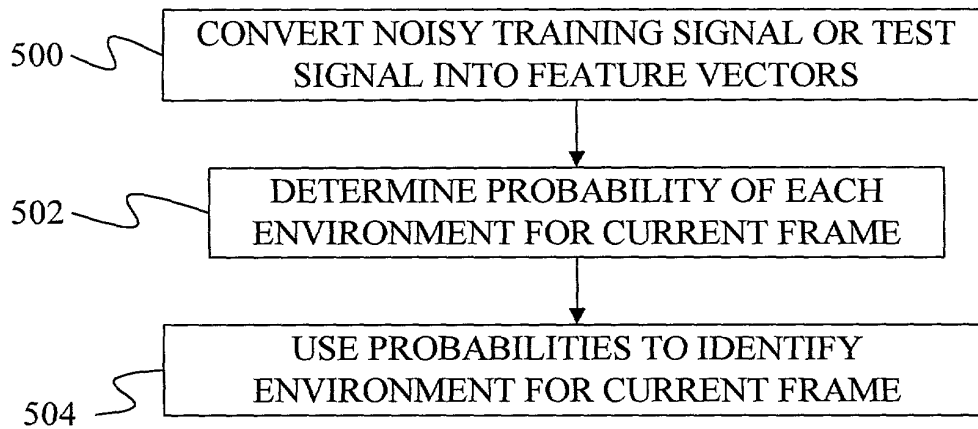 500
CONVERT NOISY TRAINING SIGNAL OR TEST
SIGNAL INTO FEATURE VECTORS
502
DETERMINE PROBABILITY OF EACH
ENVIRONMENT FOR CURRENT FRAME
504
USE PROBABILITIES TO IDENTIFY
ENVIRONMENT FOR CURRENT FRAME